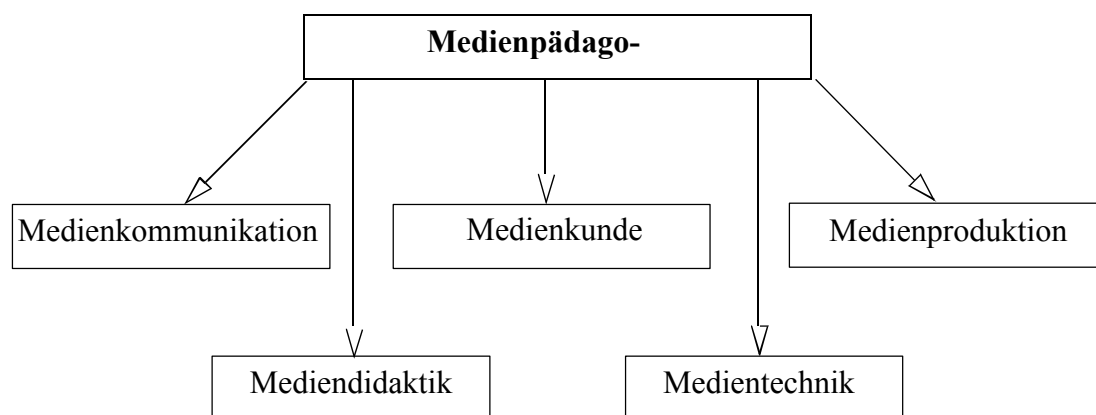 Medienpädago-
Medienkommunikation
Medienkunde
Medienproduktion
Mediendidaktik
Medientechnik